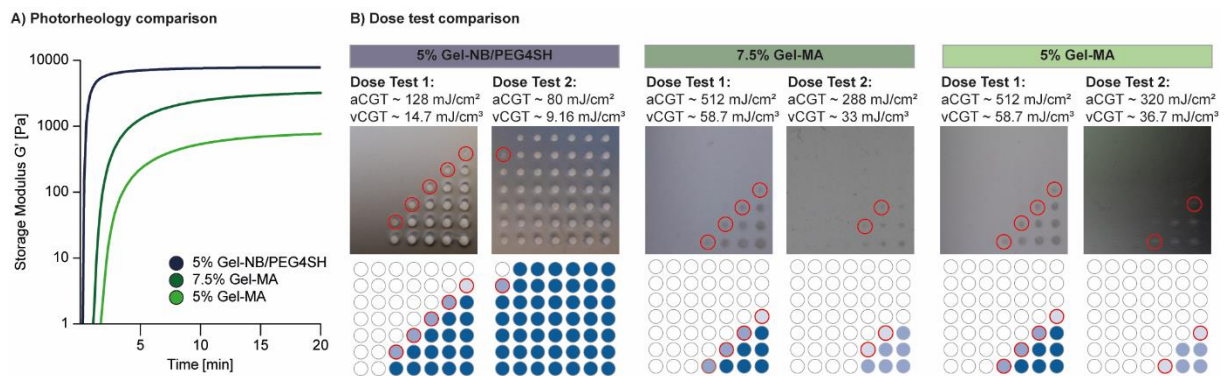 A) Photorheology comparison
Storage Modulus G' [Pa]
10000
1000
100
10
1
5% Gel-NB/PEG4SH
7.5% Gel-MA
5% Gel-MA
5
10
15
20
Time [min]
B) Dose test comparison
5% Gel-NB/PEG4SH
Dose Test 1:
aCGT ~ 128 mJ/cm²
vCGT ~ 14.7 mJ/cm³
Dose Test 2:
aCGT ~ 80 mJ/cm²
vCGT ~ 9.16 mJ/cm³
7.5% Gel-MA
Dose Test 1:
aCGT ~ 512 mJ/cm²
vCGT ~ 58.7 mJ/cm³
Dose Test 2:
aCGT ~ 288 mJ/cm²
vCGT ~ 33 mJ/cm³
5% Gel-MA
Dose Test 1:
aCGT ~ 512 mJ/cm²
vCGT ~ 58.7 mJ/cm³
Dose Test 2:
aCGT ~ 320 mJ/cm²
vCGT ~ 36.7 mJ/cm³